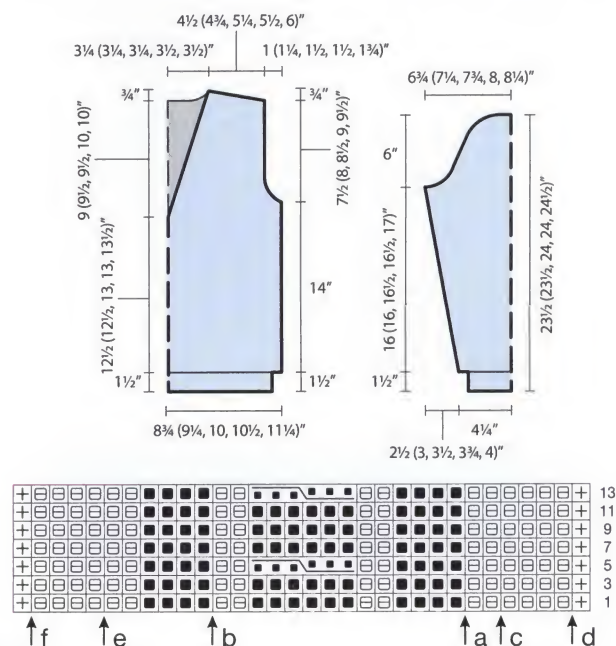 4½ (4¾, 5¼, 5½, 6)"
3¼ (3¼, 3¼, 3½, 3½)"
1 (1¼, 1½, 1½, 1¾)"
¾"
9 (9½, 9½, 10, 10)"
12½ (12½, 13, 13, 13½)"
1½"
¾"
7½ (8, 8½, 9, 9½)"
14"
1½"
8¾ (9¼, 10, 10½, 11¼)"
6¾ (7¼, 7¾, 8, 8¼)"
6"
16 (16, 16½, 16½, 17)"
1½"
23½ (23½, 24, 24, 24½)"
4¼"
2½ (3, 3½, 3¾, 4)"
13
11
9
7
5
3
1
f e b a c d